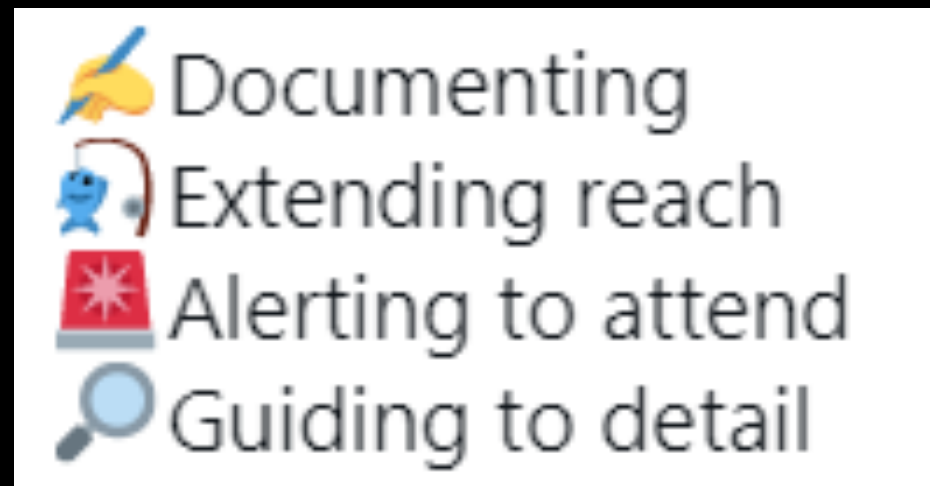 Documenting
Extending reach
Alerting to attend
Guiding to detail